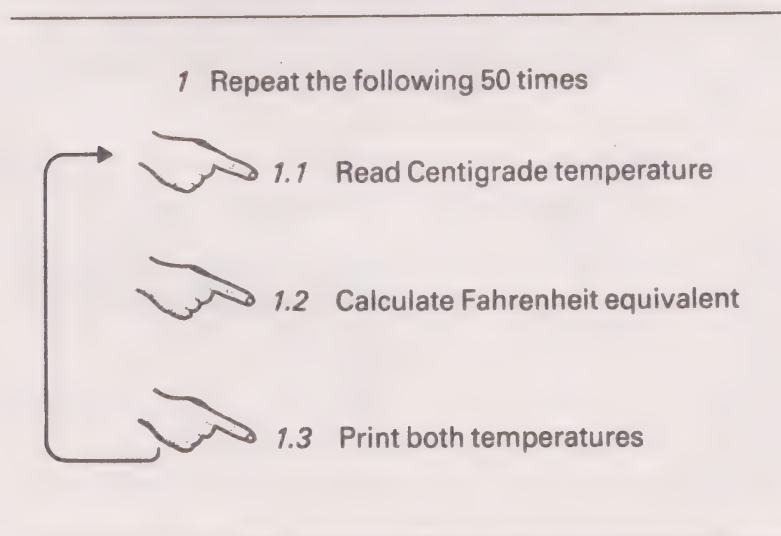 1 Repeat the following 50 times
1.1 Read Centigrade temperature
1.2 Calculate Fahrenheit equivalent
1.3 Print both temperatures